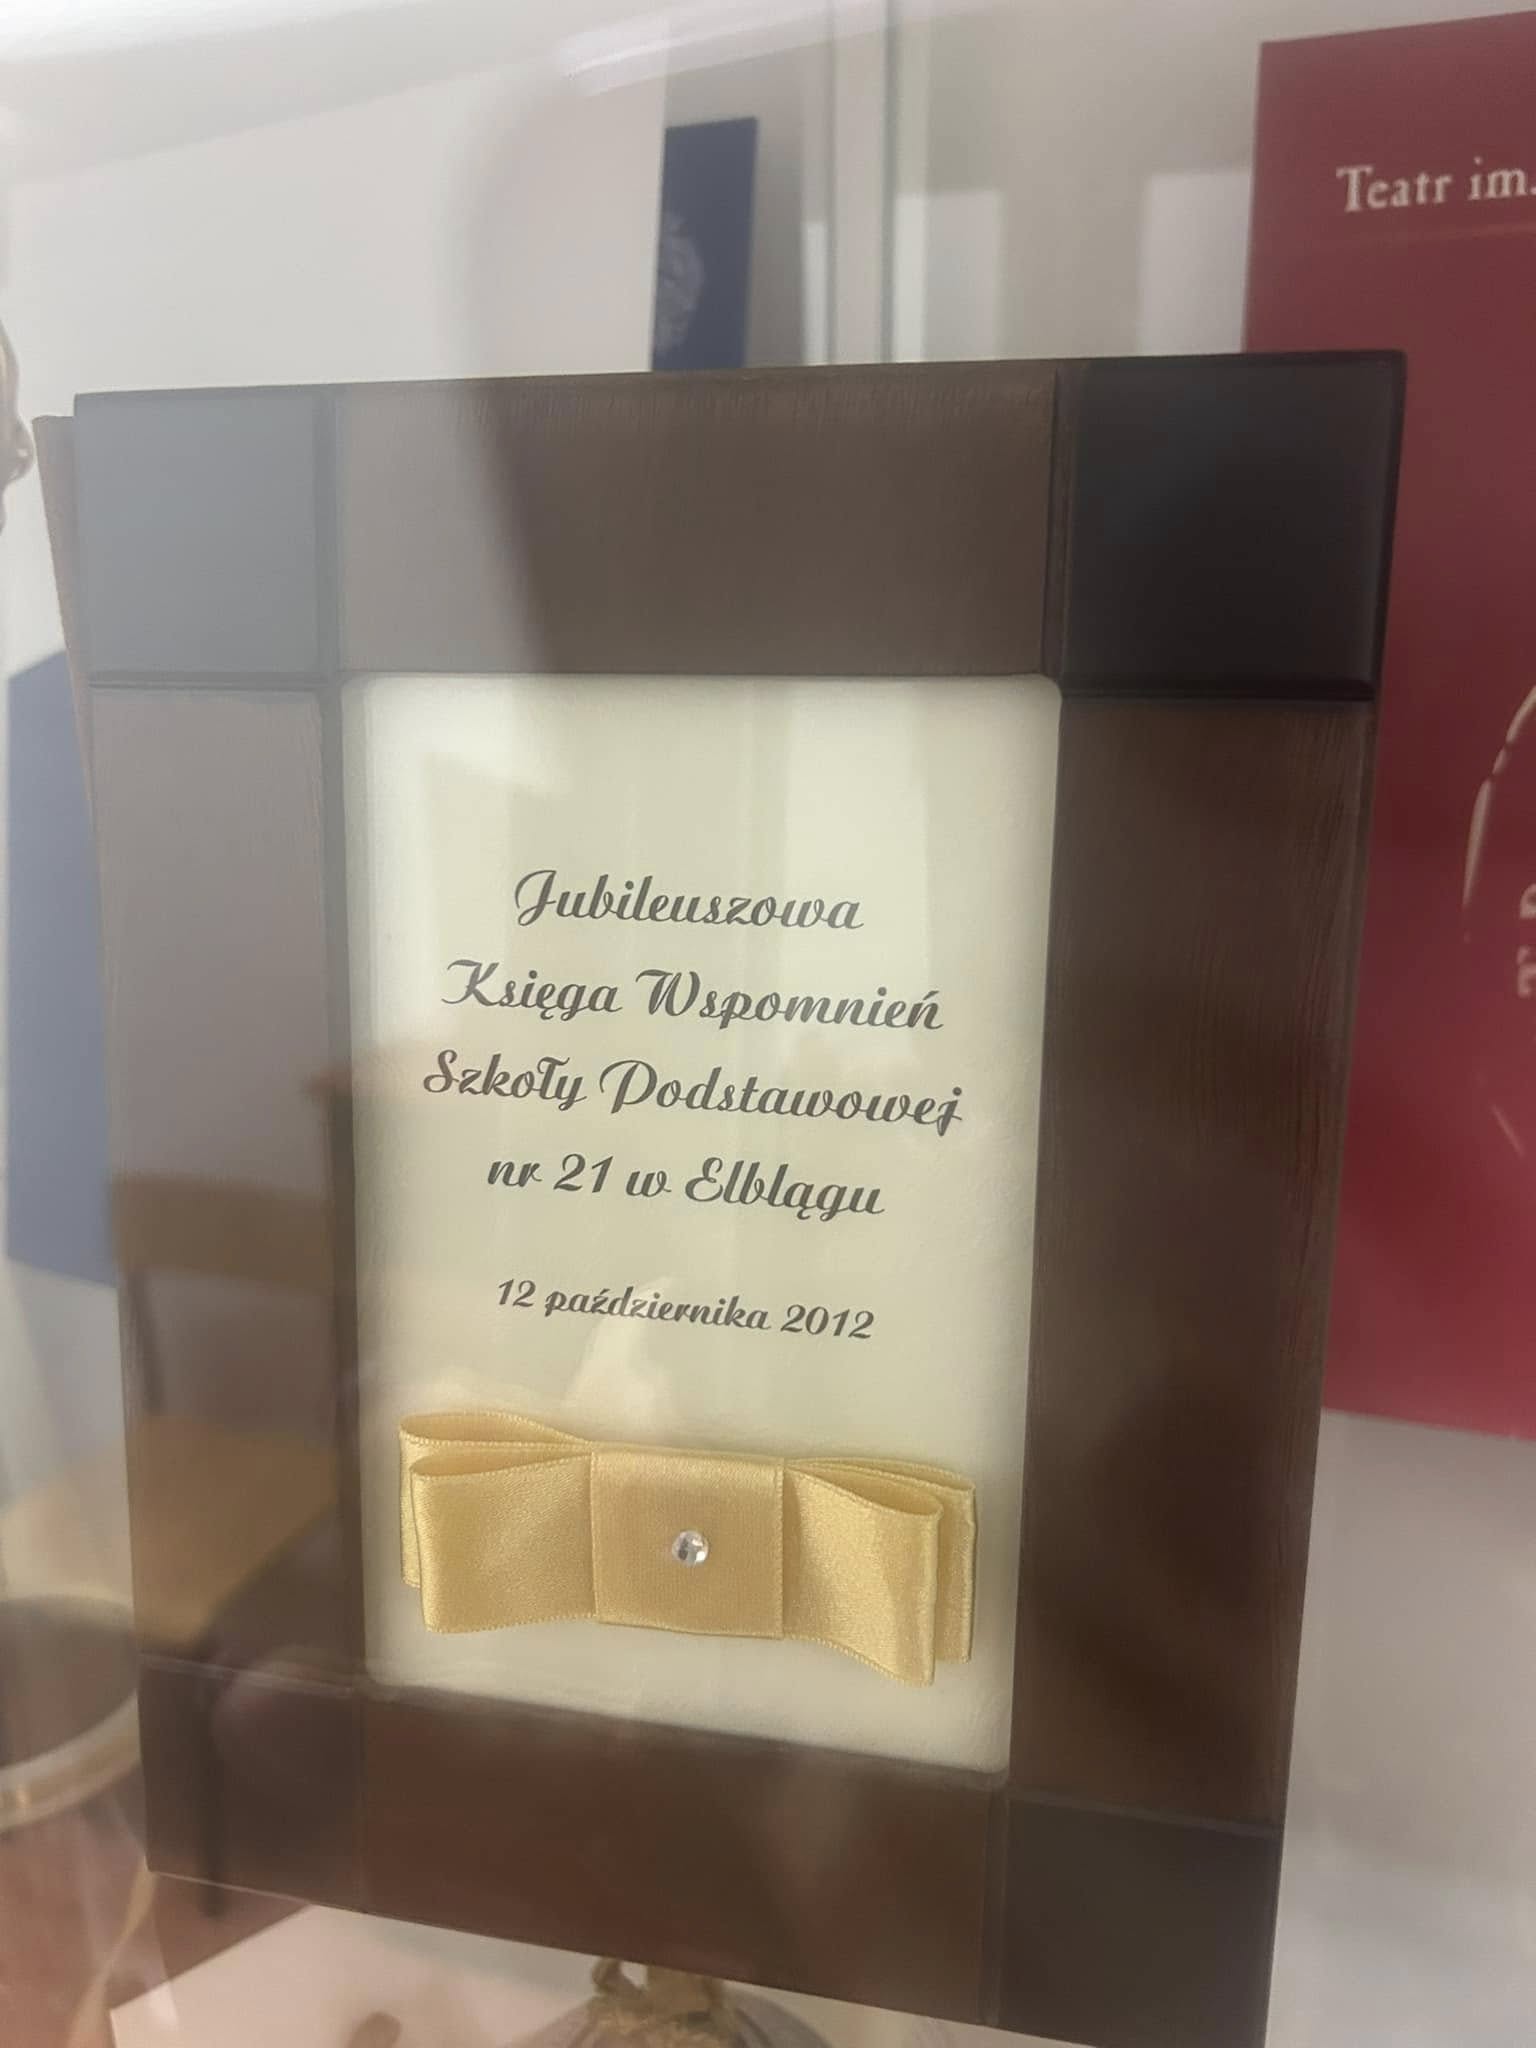 Teatr im.
Jubileuszowa
Księga Wspomnień
Szkoły Podstawowej
nr 21 w Elblągu
12 października 2012